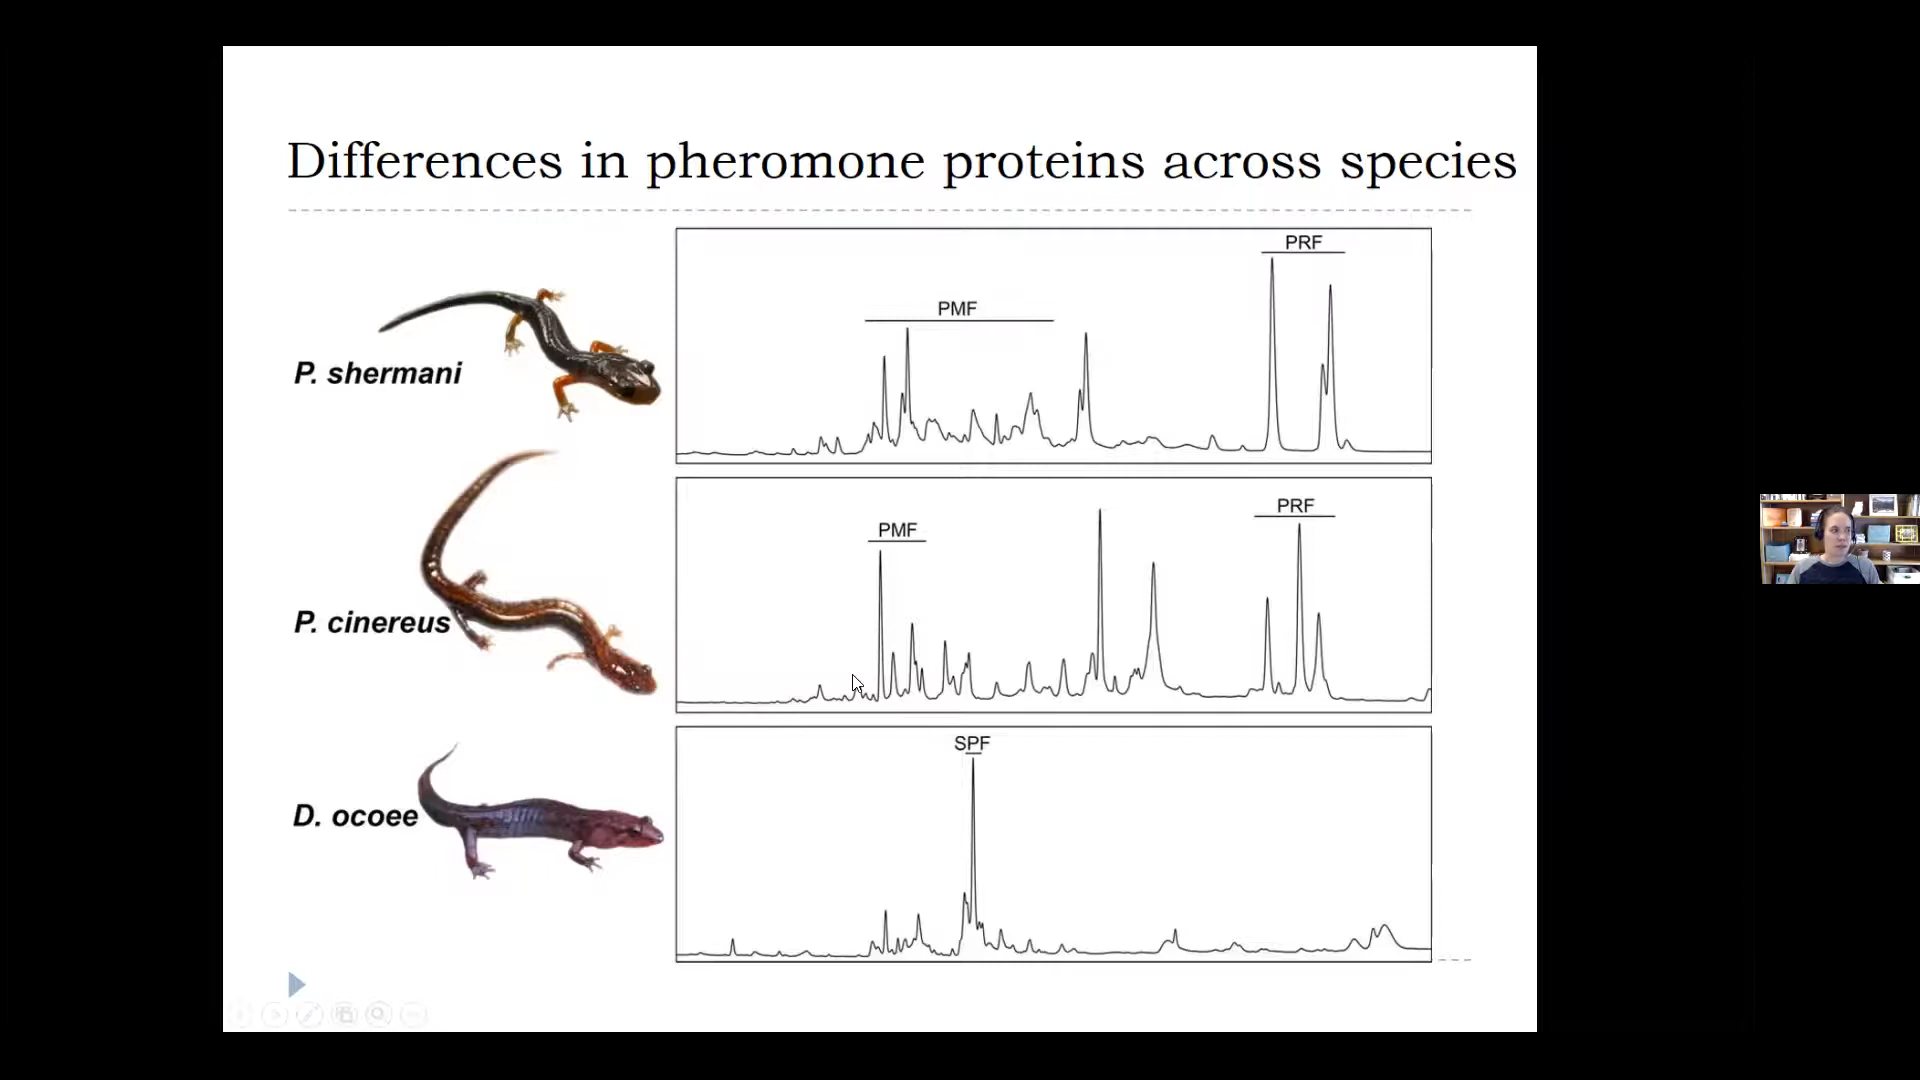 Differences in pheromone proteins across species
PRF
PMF
P. shermani
PRF
PMF
P. cinereus
SPF
D. ocoee